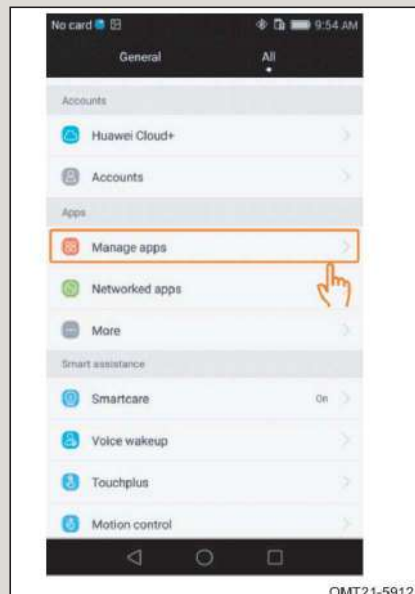 No card 9:54 AM
General All
Accounts
Huawei Cloud+
Accounts
Apps
Manage apps
Networked apps
More
Smart assistance
Smartcare On
Voice wakeup
Touchplus
Motion control
OMT21-5912